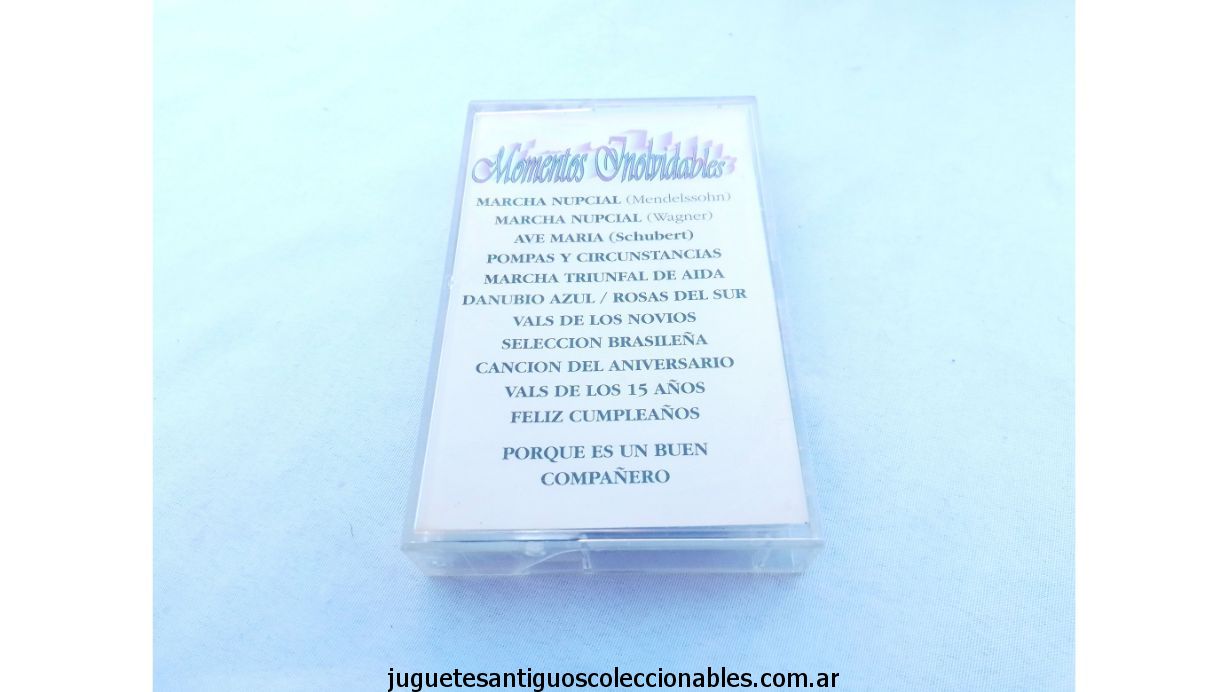 Momentos Inolvidables
MARCHA NUPCIAL (Mendelssohn)
MARCHA NUPCIAL (Wagner)
AVE MARIA (Schubert)
POMPAS Y CIRCUNSTANCIAS
MARCHA TRIUNFAL DE AIDA
DANUBIO AZUL / ROSAS DEL SUR
VALS DE LOS NOVIOS
SELECCION BRASILEÑA
CANCION DEL ANIVERSARIO
VALS DE LOS 15 AÑOS
FELIZ CUMPLEAÑOS
PORQUE ES UN BUEN
COMPAÑERO
juguetesantiguoscoleccionables.com.ar